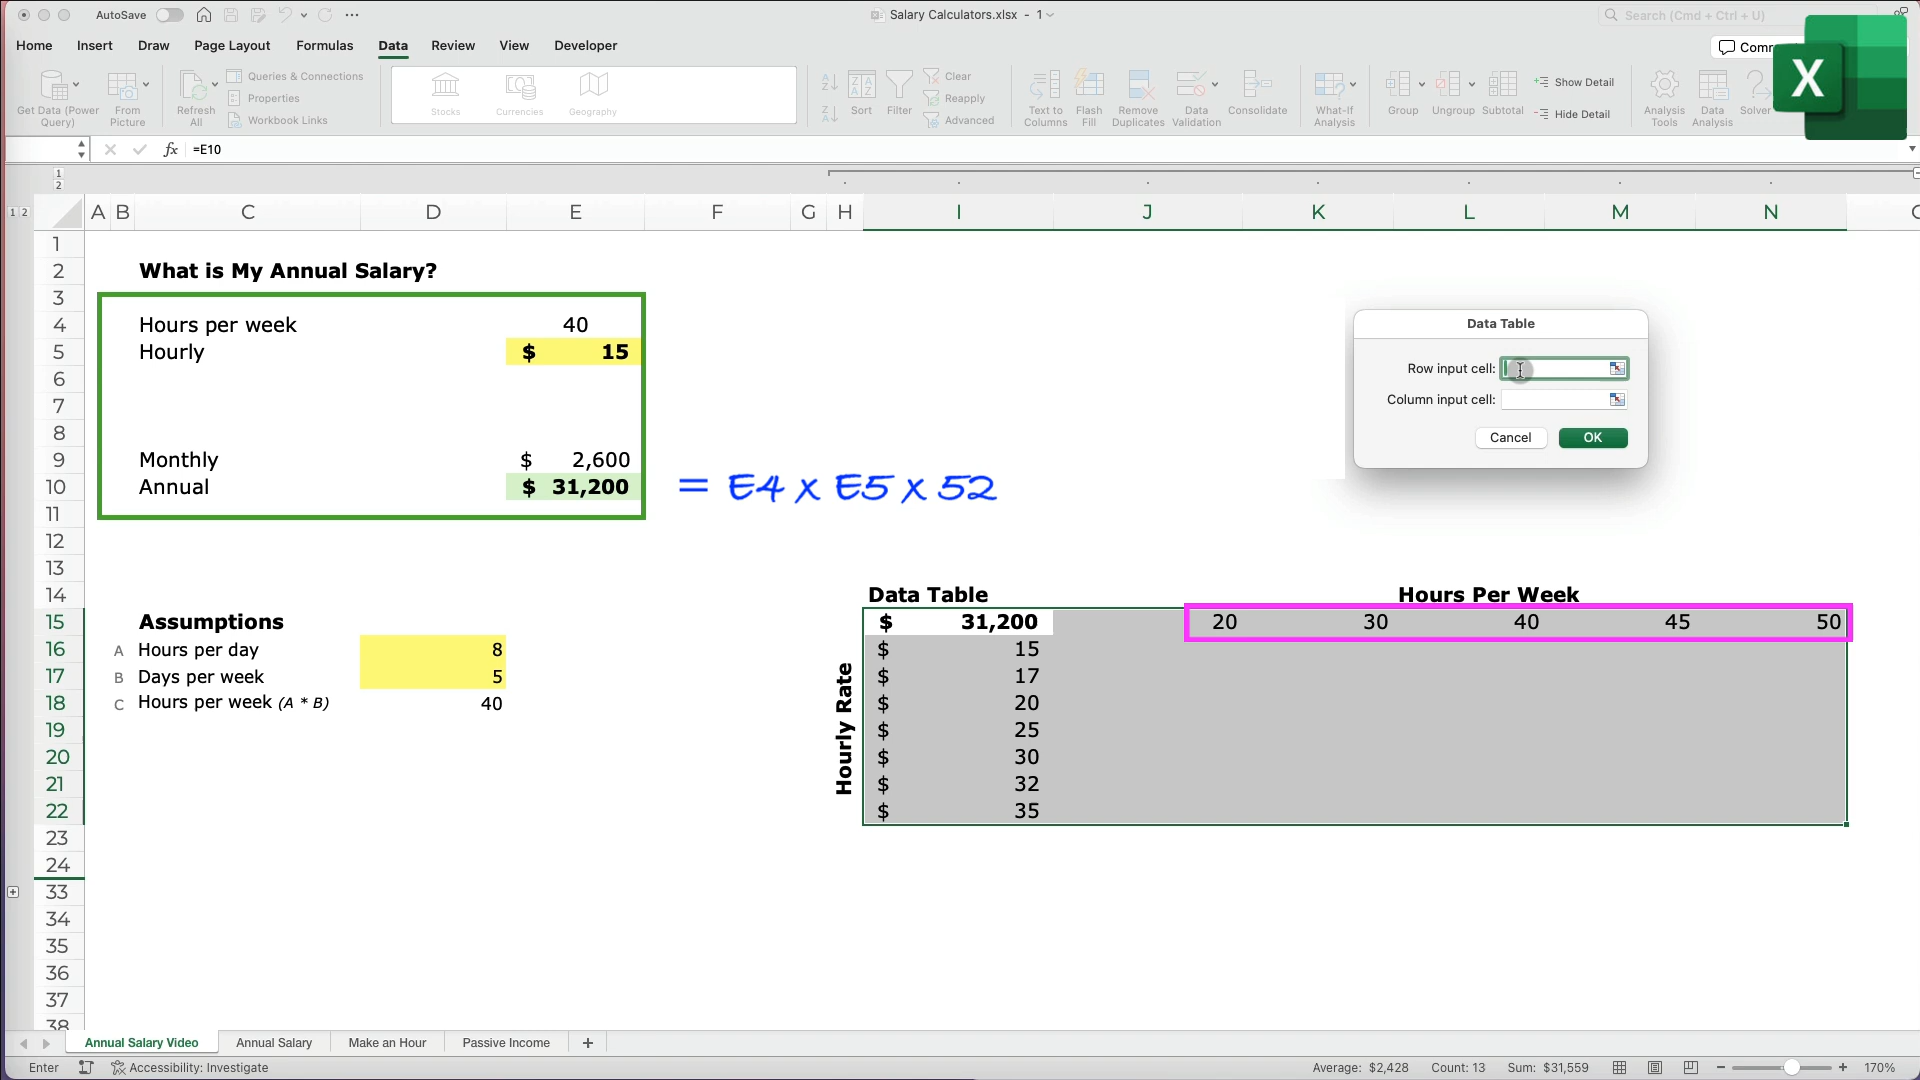 AutoSave
Salary Calculators.xlsx - 1
Search (Cmd + Ctrl + U)
Home Insert Draw Page Layout Formulas Data Review View Developer
X
Get Data (Power Query)
From Picture
Refresh All
Queries & Connections
Properties
Workbook Links
Stocks
Currencies
Geography
Sort
Filter
Clear
Reapply
Advanced
Text to Columns
Flash Fill
Remove Duplicates
Data Validation
Consolidate
What-If Analysis
Group
Ungroup
Subtotal
Show Detail
Hide Detail
Analysis Tools
Data Analysis
Solver
fx =E10
1
2
1 2
A B C D E F G H I J K L M N
1
2 What is My Annual Salary?
3
4 Hours per week 40
5 Hourly $ 15
6
7
8
9 Monthly $ 2,600
10 Annual $ 31,200 = E4 x E5 x 52
11
12
13
14 Data Table Hours Per Week
15 Assumptions $ 31,200 20 30 40 45 50
16 A Hours per day 8 $ 15
17 B Days per week 5 $ 17
18 C Hours per week (A * B) 40 $ 20
19 $ 25
20 $ 30
21 $ 32
22 $ 35
Hourly Rate
23
24
33
34
35
36
37
38
Data Table
Row input cell:
Column input cell:
Cancel OK
Annual Salary Video Annual Salary Make an Hour Passive Income +
Enter Accessibility: Investigate Average: $2,428 Count: 13 Sum: $31,559 170%